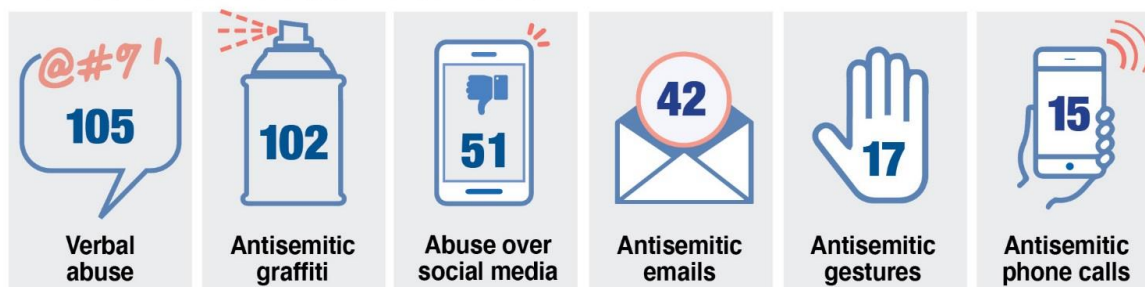 @#?!
105
Verbal
abuse
102
Antisemitic
graffiti
51
Abuse over
social media
42
Antisemitic
emails
17
Antisemitic
gestures
15
Antisemitic
phone calls